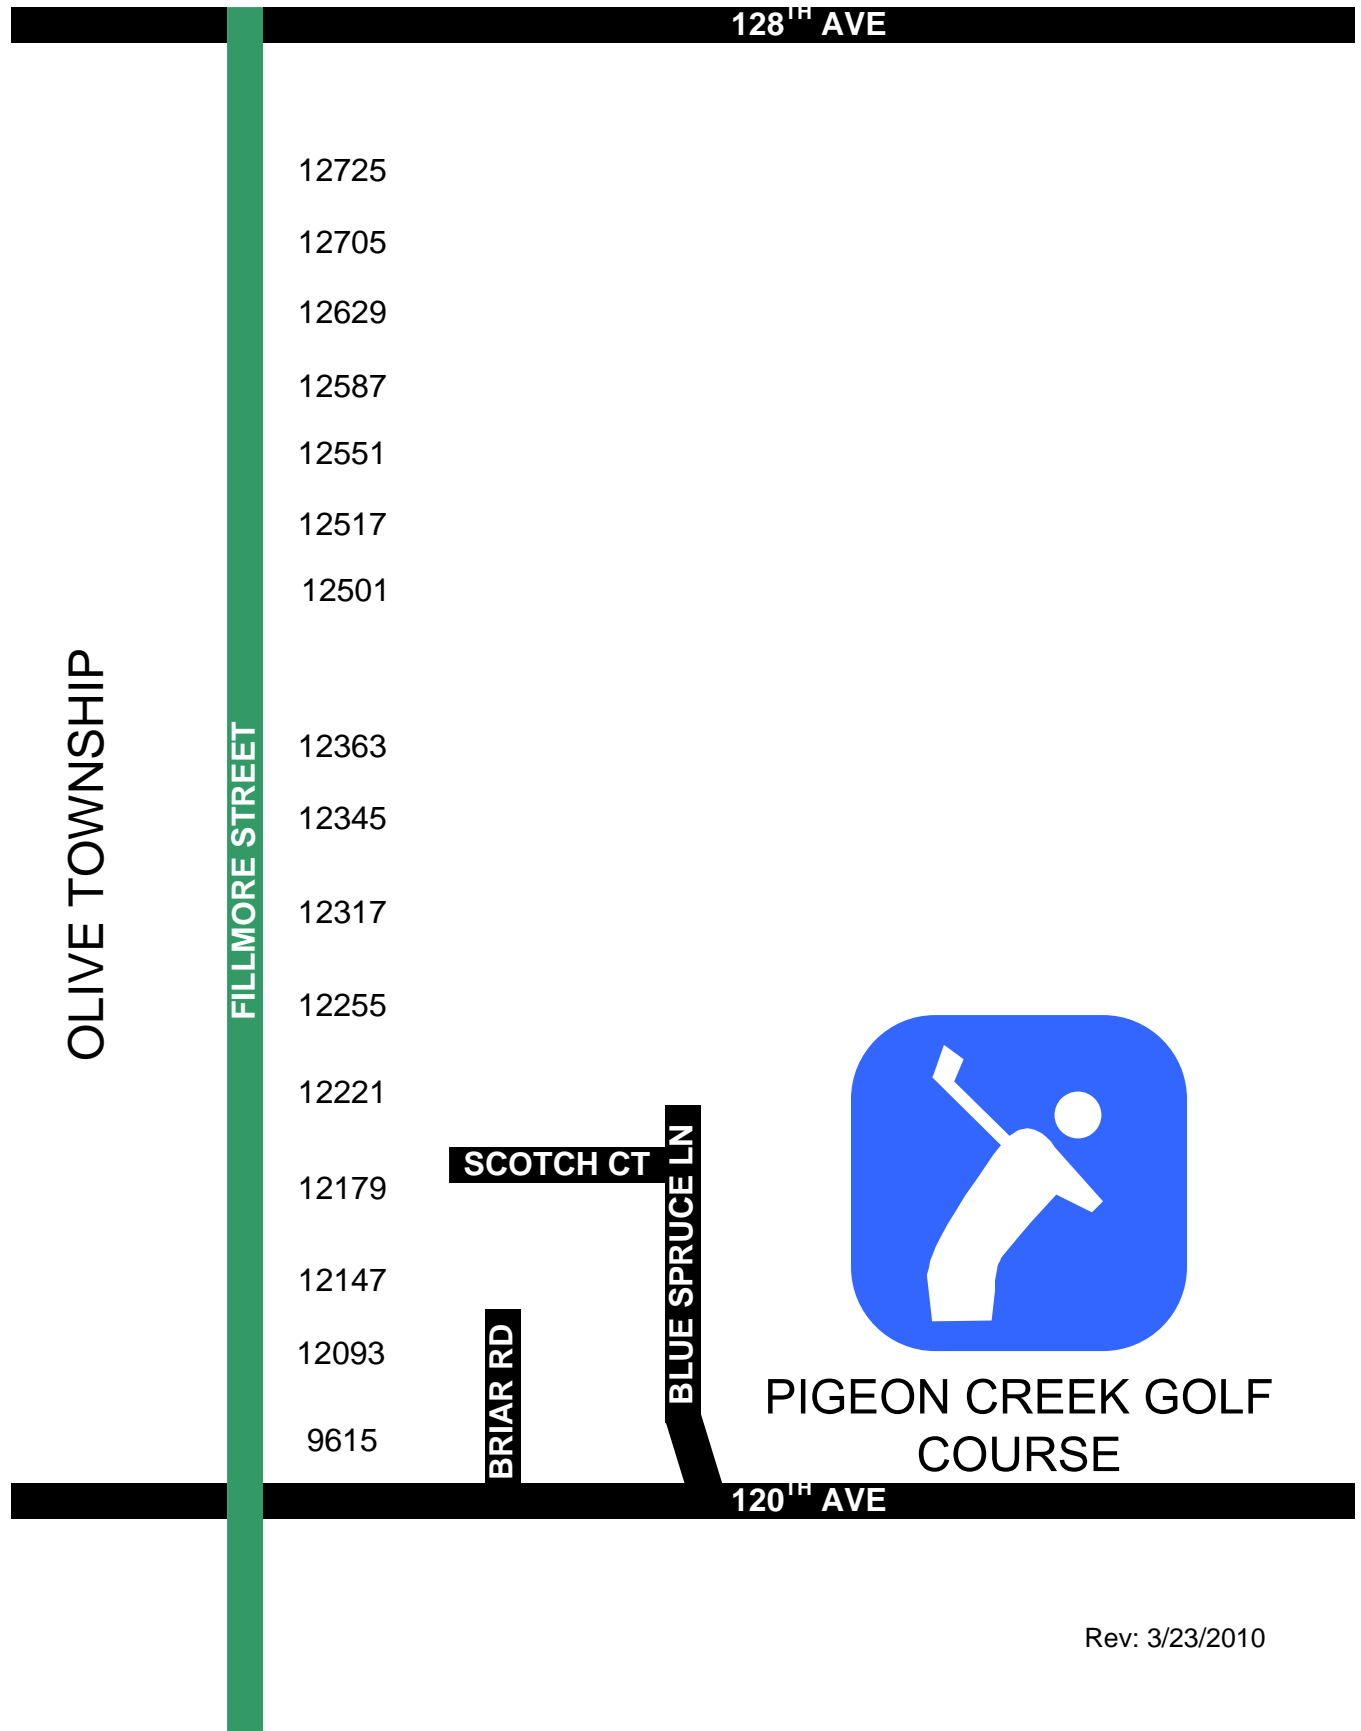 128TH AVE
12725
12705
12629
12587
12551
12517
12501
OLIVE TOWNSHIP
FILLMORE STREET
12363
12345
12317
12255
12221
SCOTCH CT
BLUE SPRUCE LN
12179
12147
BRIAR RD
12093
9615
PIGEON CREEK GOLF
COURSE
120TH AVE
Rev: 3/23/2010